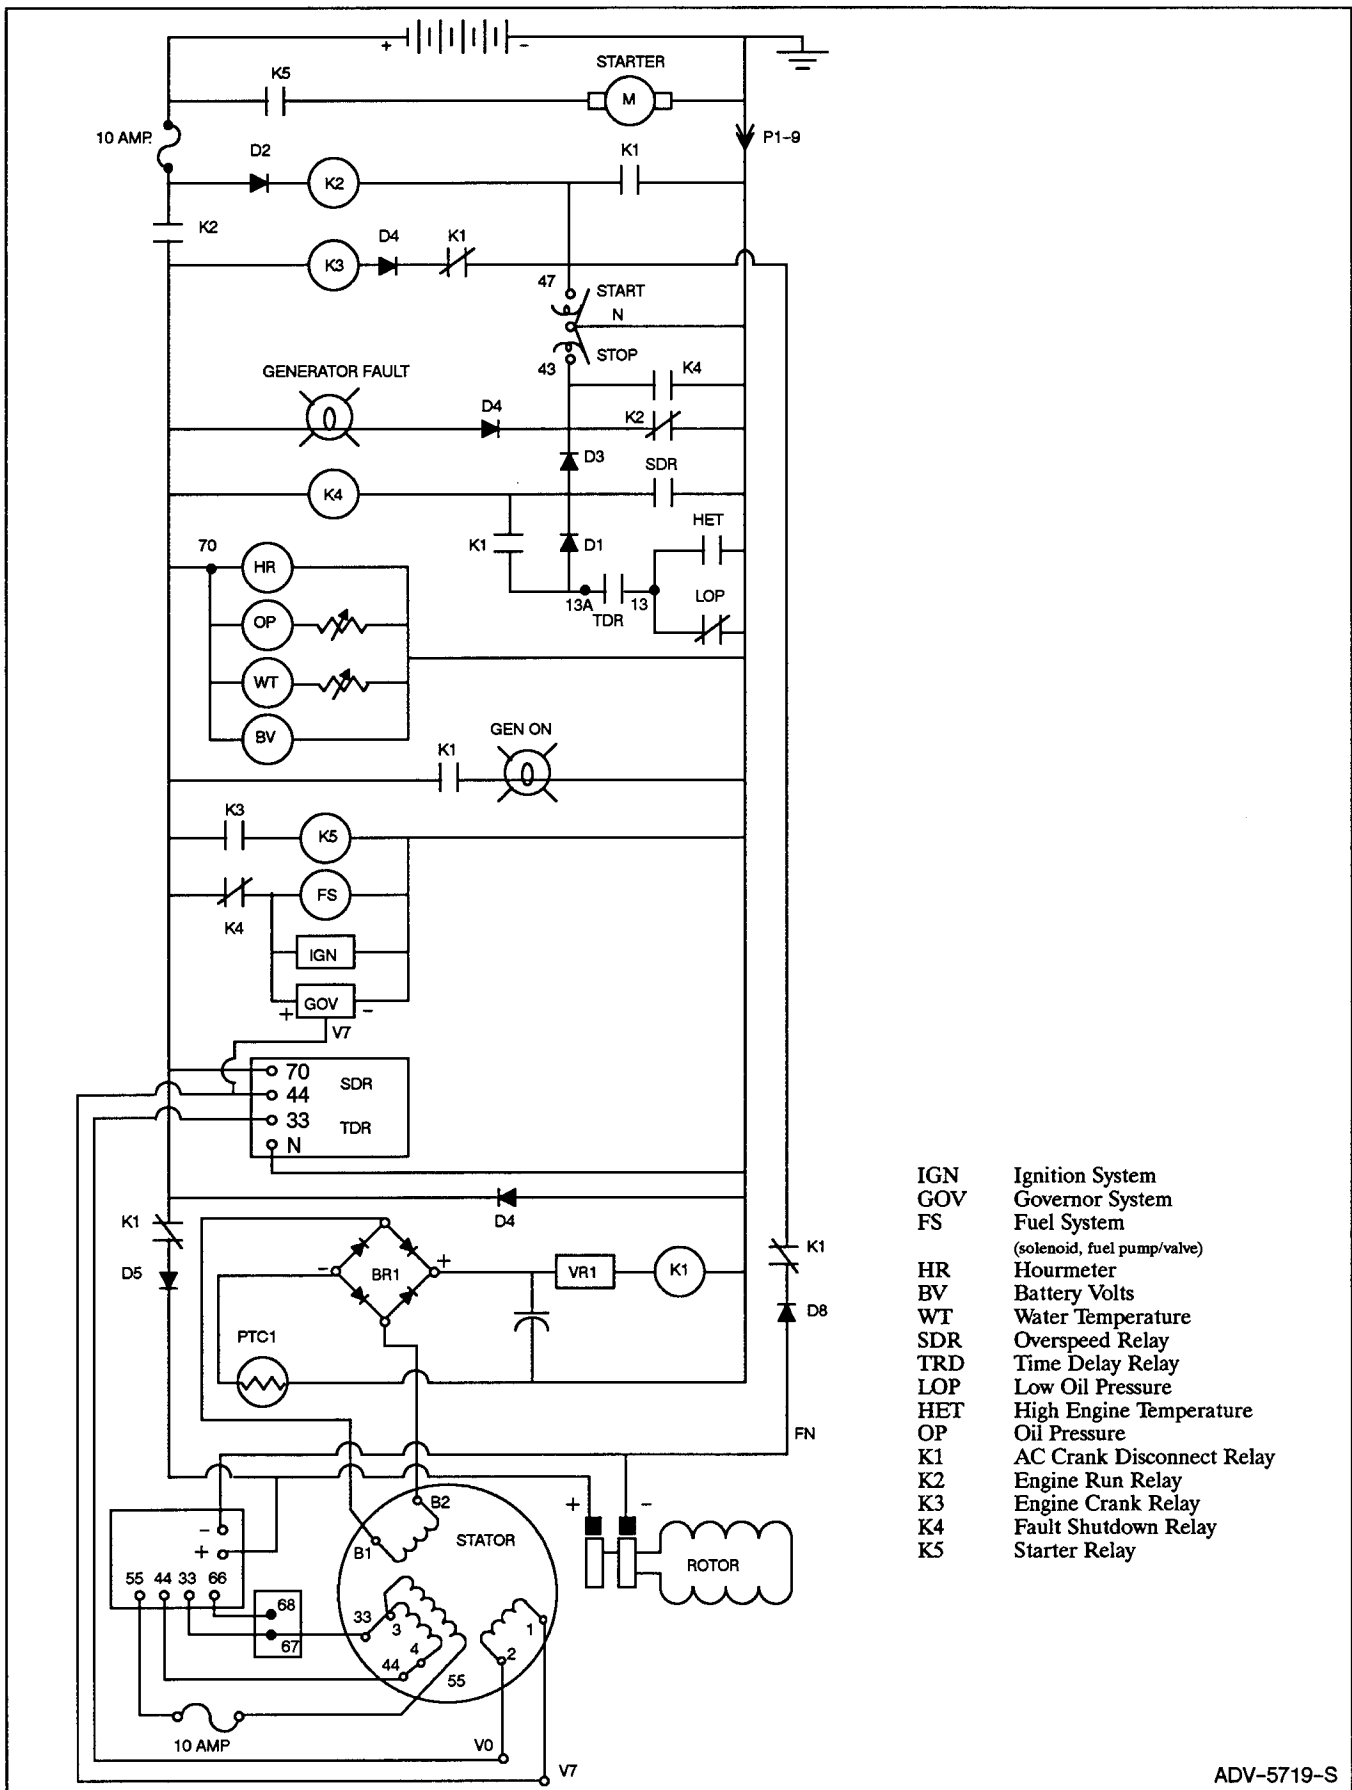 + -
K5
STARTER
M
10 AMP.
P1-9
D2
K2
K1
K2
K3
D4
K1
47
START
N
STOP
43
GENERATOR FAULT
K4
D4
K2
D3
SDR
K4
HET
K1
D1
70
HR
13A
13
TDR
LOP
OP
WT
BV
GEN ON
K1
K3
K5
FS
K4
IGN
+ GOV -
V7
70 SDR
44
33 TDR
N
D4
K1
K1
D5
- BR1 +
VR1
K1
D8
PTC1
FN
IGN Ignition System
GOV Governor System
FS Fuel System
(solenoid, fuel pump/valve)
HR Hourmeter
BV Battery Volts
WT Water Temperature
SDR Overspeed Relay
TRD Time Delay Relay
LOP Low Oil Pressure
HET High Engine Temperature
OP Oil Pressure
K1 AC Crank Disconnect Relay
K2 Engine Run Relay
K3 Engine Crank Relay
K4 Fault Shutdown Relay
K5 Starter Relay
B2
+ -
B1
STATOR
ROTOR
-
+
55 44 33 66
68
67
33
3
4
44
55
1
2
10 AMP
V0
V7
ADV-5719-S